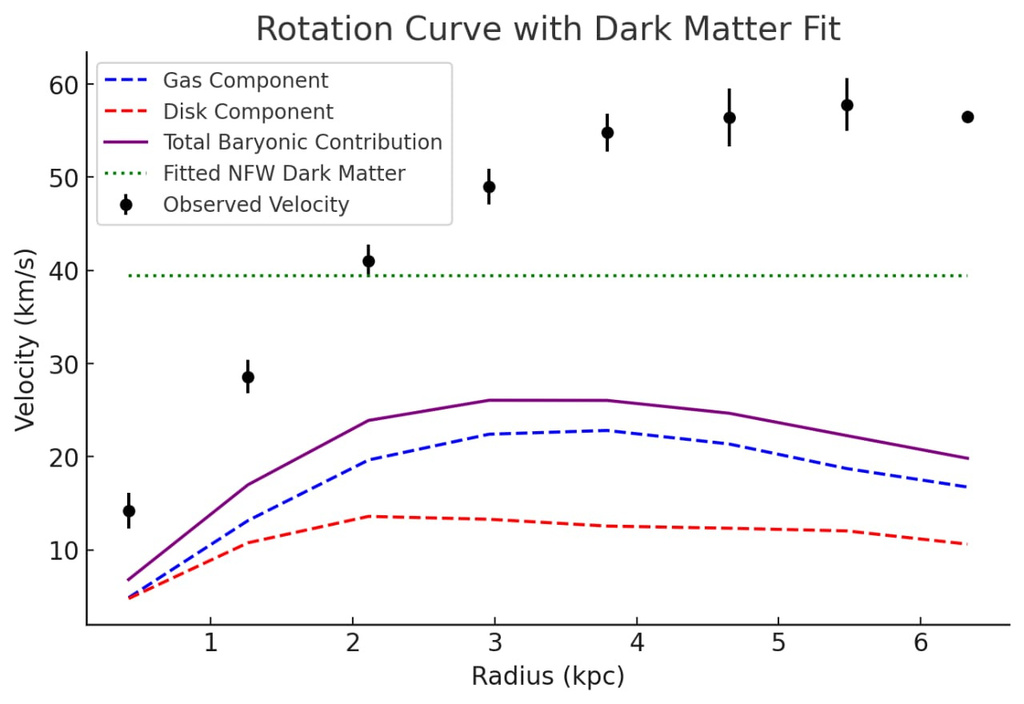 Rotation Curve with Dark Matter Fit
Gas Component
Disk Component
Total Baryonic Contribution
Fitted NFW Dark Matter
Observed Velocity
60
50
40
30
20
10
Velocity (km/s)
1 2 3 4 5 6
Radius (kpc)